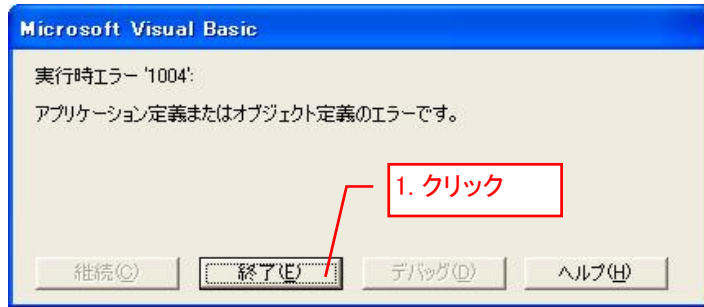 Microsoft Visual Basic
実行時エラー '1004':
アプリケーション定義またはオブジェクト定義のエラーです。
1. クリック
継続(C) 終了(E) デバッグ(D) ヘルプ(H)